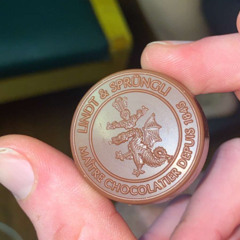 LINDT & SPRÜNGLI
MAÎTRE CHOCOLATIER DEPUIS 1845